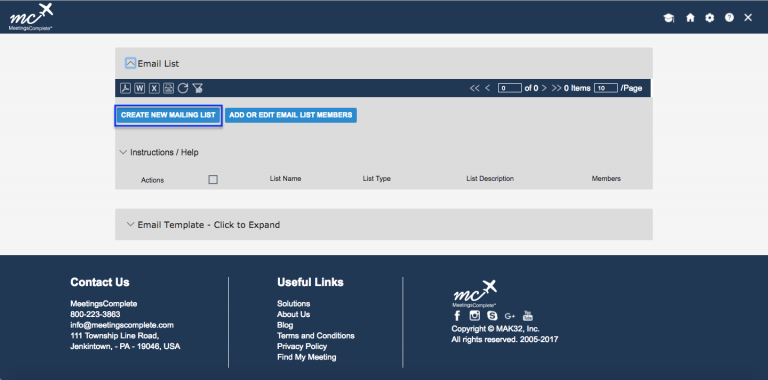 mc
MeetingsComplete®
Email List
W X
<< < 0 of 0 > >> 0 Items 10 /Page
CREATE NEW MAILING LIST ADD OR EDIT EMAIL LIST MEMBERS
Instructions / Help
Actions List Name List Type List Description Members
Email Template - Click to Expand
Contact Us
MeetingsComplete
800-223-3863
info@meetingscomplete.com
111 Township Line Road,
Jenkintown, - PA - 19046, USA
Useful Links
Solutions
About Us
Blog
Terms and Conditions
Privacy Policy
Find My Meeting
mc
MeetingsComplete®
f S G+ You Tube
Copyright © MAK32, Inc.
All rights reserved. 2005-2017